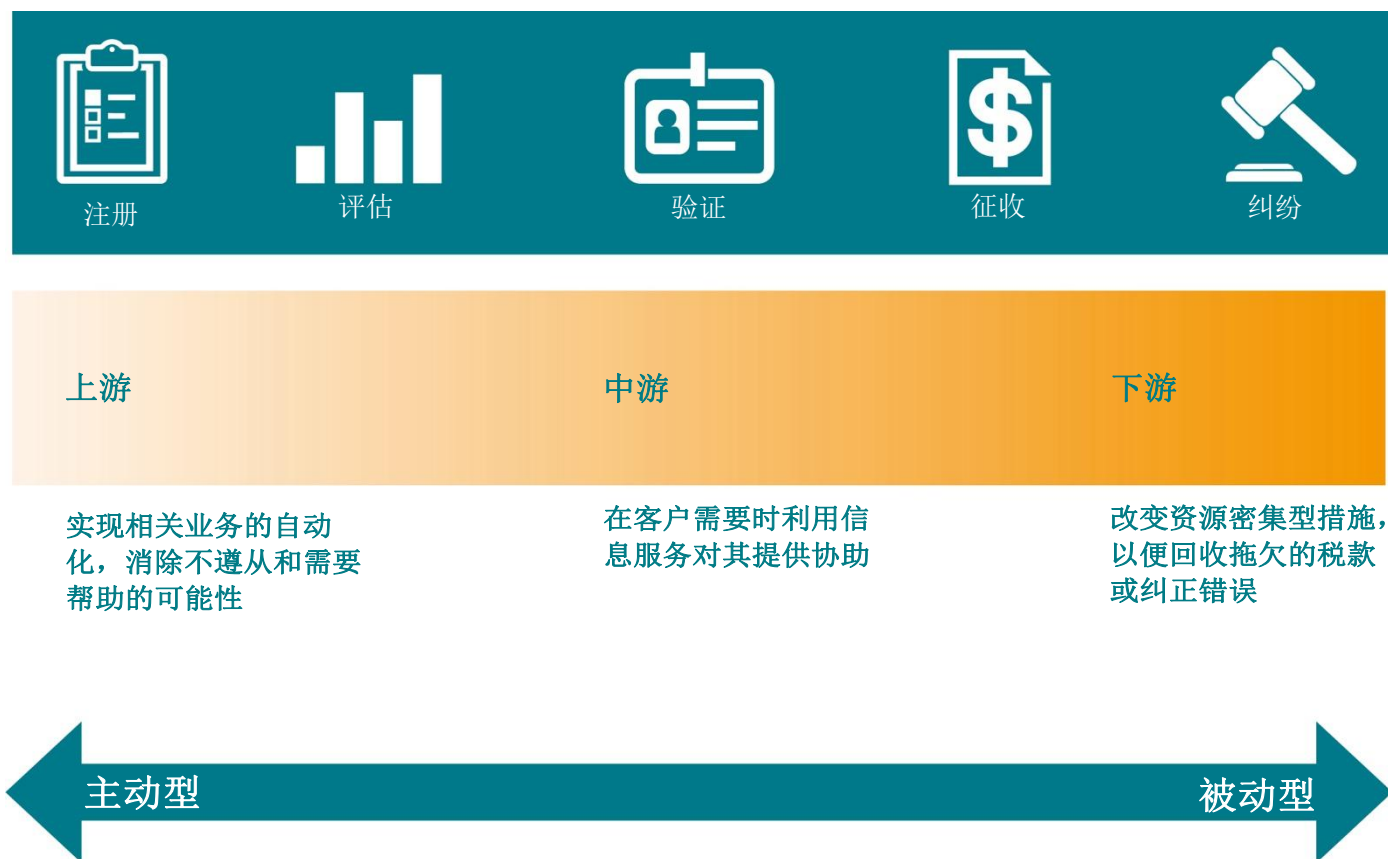 注册
评估
验证
征收
纠纷
上游
中游
下游
实现相关业务的自动
化，消除不遵从和需要
帮助的可能性
在客户需要时利用信
息服务对其提供协助
改变资源密集型措施，
以便回收拖欠的税款
或纠正错误
主动型
被动型